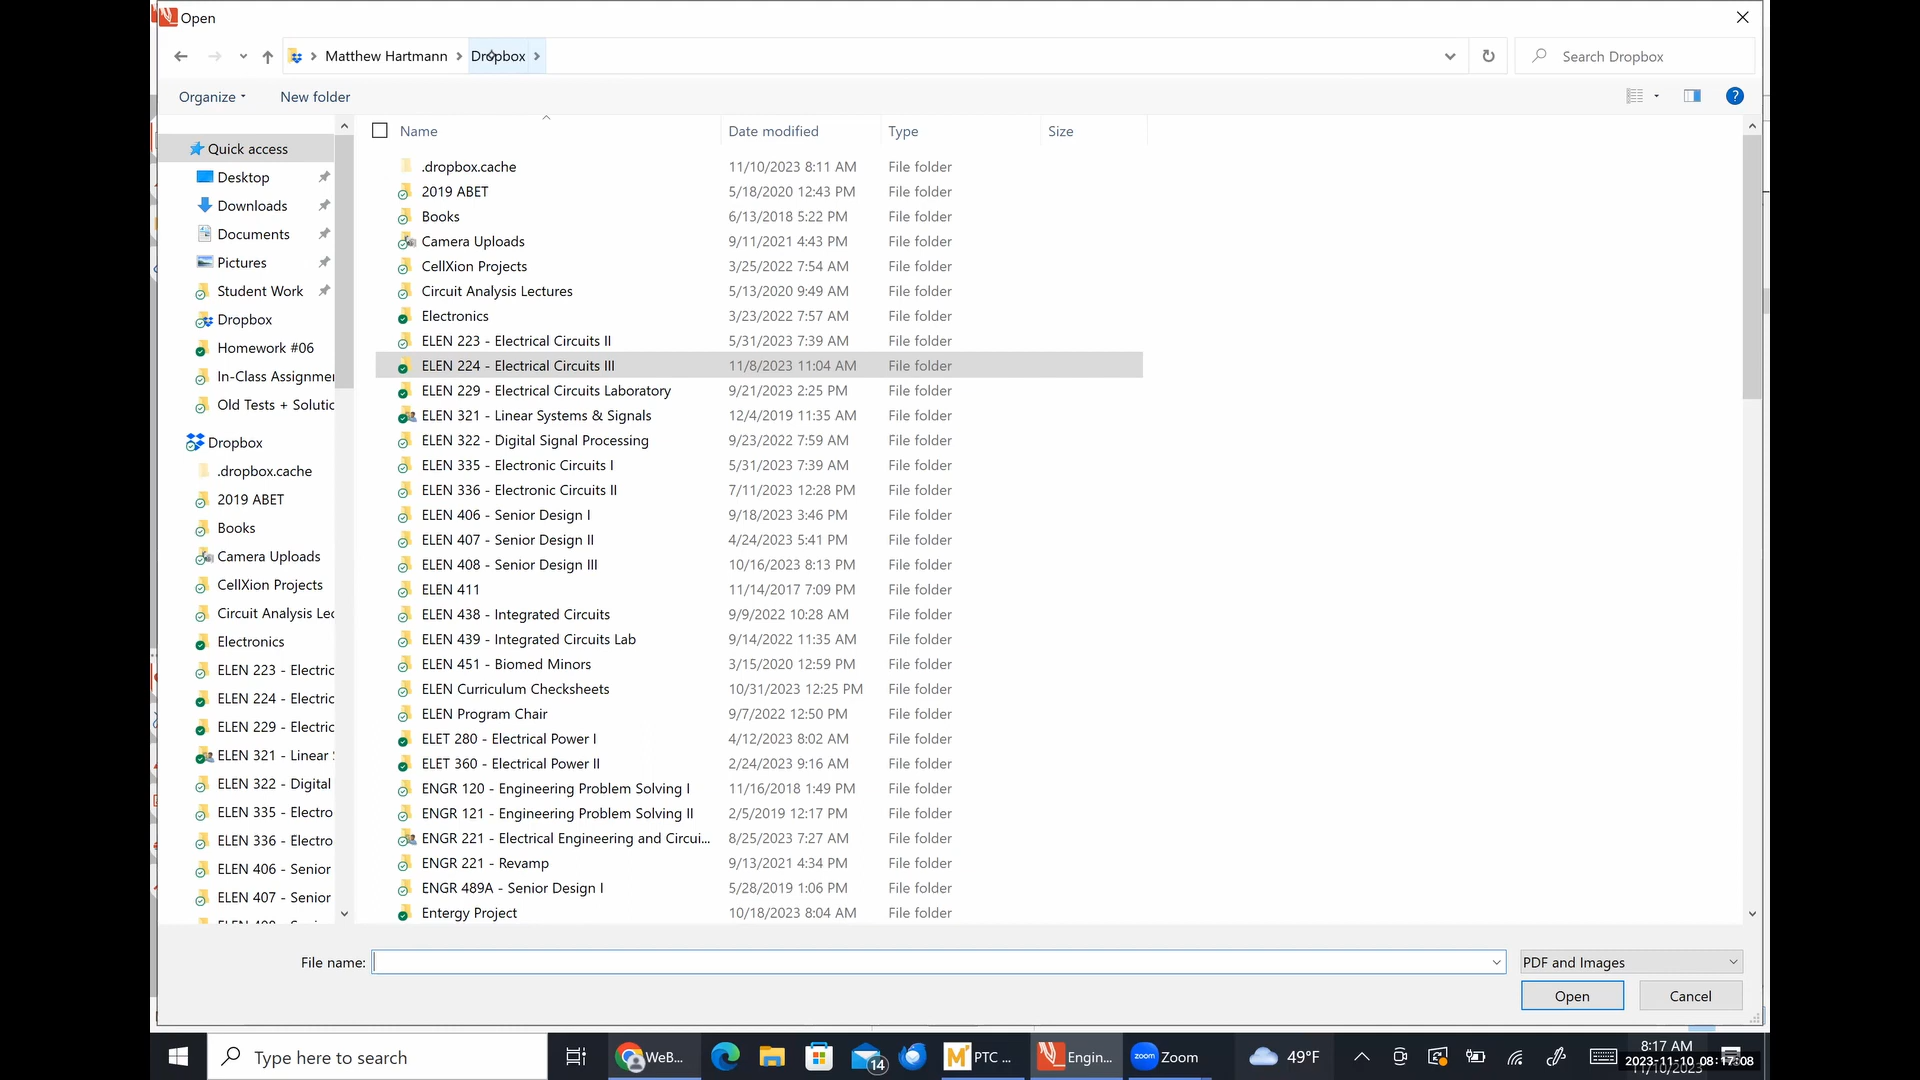 Open
Matthew Hartmann
Dropbox
Search Dropbox
Organize
New folder
Name
Date modified
Type
Size
Quick access
Desktop
Downloads
Documents
Pictures
Student Work
Dropbox
Homework #06
In-Class Assignme
Old Tests + Solutic
Dropbox
.dropbox.cache
2019 ABET
Books
Camera Uploads
CellXion Projects
Circuit Analysis Lec
Electronics
ELEN 223 - Electric
ELEN 224 - Electric
ELEN 229 - Electric
ELEN 321 - Linear
ELEN 322 - Digital
ELEN 335 - Electro
ELEN 336 - Electro
ELEN 406 - Senior
ELEN 407 - Senior
.dropbox.cache 11/10/2023 8:11 AM File folder
2019 ABET 5/18/2020 12:43 PM File folder
Books 6/13/2018 5:22 PM File folder
Camera Uploads 9/11/2021 4:43 PM File folder
CellXion Projects 3/25/2022 7:54 AM File folder
Circuit Analysis Lectures 5/13/2020 9:49 AM File folder
Electronics 3/23/2022 7:57 AM File folder
ELEN 223 - Electrical Circuits II 5/31/2023 7:39 AM File folder
ELEN 224 - Electrical Circuits III 11/8/2023 11:04 AM File folder
ELEN 229 - Electrical Circuits Laboratory 9/21/2023 2:25 PM File folder
ELEN 321 - Linear Systems & Signals 12/4/2019 11:35 AM File folder
ELEN 322 - Digital Signal Processing 9/23/2022 7:59 AM File folder
ELEN 335 - Electronic Circuits I 5/31/2023 7:39 AM File folder
ELEN 336 - Electronic Circuits II 7/11/2023 12:28 PM File folder
ELEN 406 - Senior Design I 9/18/2023 3:46 PM File folder
ELEN 407 - Senior Design II 4/24/2023 5:41 PM File folder
ELEN 408 - Senior Design III 10/16/2023 8:13 PM File folder
ELEN 411 11/14/2017 7:09 PM File folder
ELEN 438 - Integrated Circuits 9/9/2022 10:28 AM File folder
ELEN 439 - Integrated Circuits Lab 9/14/2022 11:35 AM File folder
ELEN 451 - Biomed Minors 3/15/2020 12:59 PM File folder
ELEN Curriculum Checksheets 10/31/2023 12:25 PM File folder
ELEN Program Chair 9/7/2022 12:50 PM File folder
ELET 280 - Electrical Power I 4/12/2023 8:02 AM File folder
ELET 360 - Electrical Power II 2/24/2023 9:16 AM File folder
ENGR 120 - Engineering Problem Solving I 11/16/2018 1:49 PM File folder
ENGR 121 - Engineering Problem Solving II 2/5/2019 12:17 PM File folder
ENGR 221 - Electrical Engineering and Circui... 8/25/2023 7:27 AM File folder
ENGR 221 - Revamp 9/13/2021 4:34 PM File folder
ENGR 489A - Senior Design I 5/28/2019 1:06 PM File folder
Entergy Project 10/18/2023 8:04 AM File folder
File name:
PDF and Images
Open
Cancel
Type here to search
WeB...
14
PTC ...
Engin...
zoom
Zoom
49°F
8:17 AM
2023-11-10 08:17:08
11/10/2023